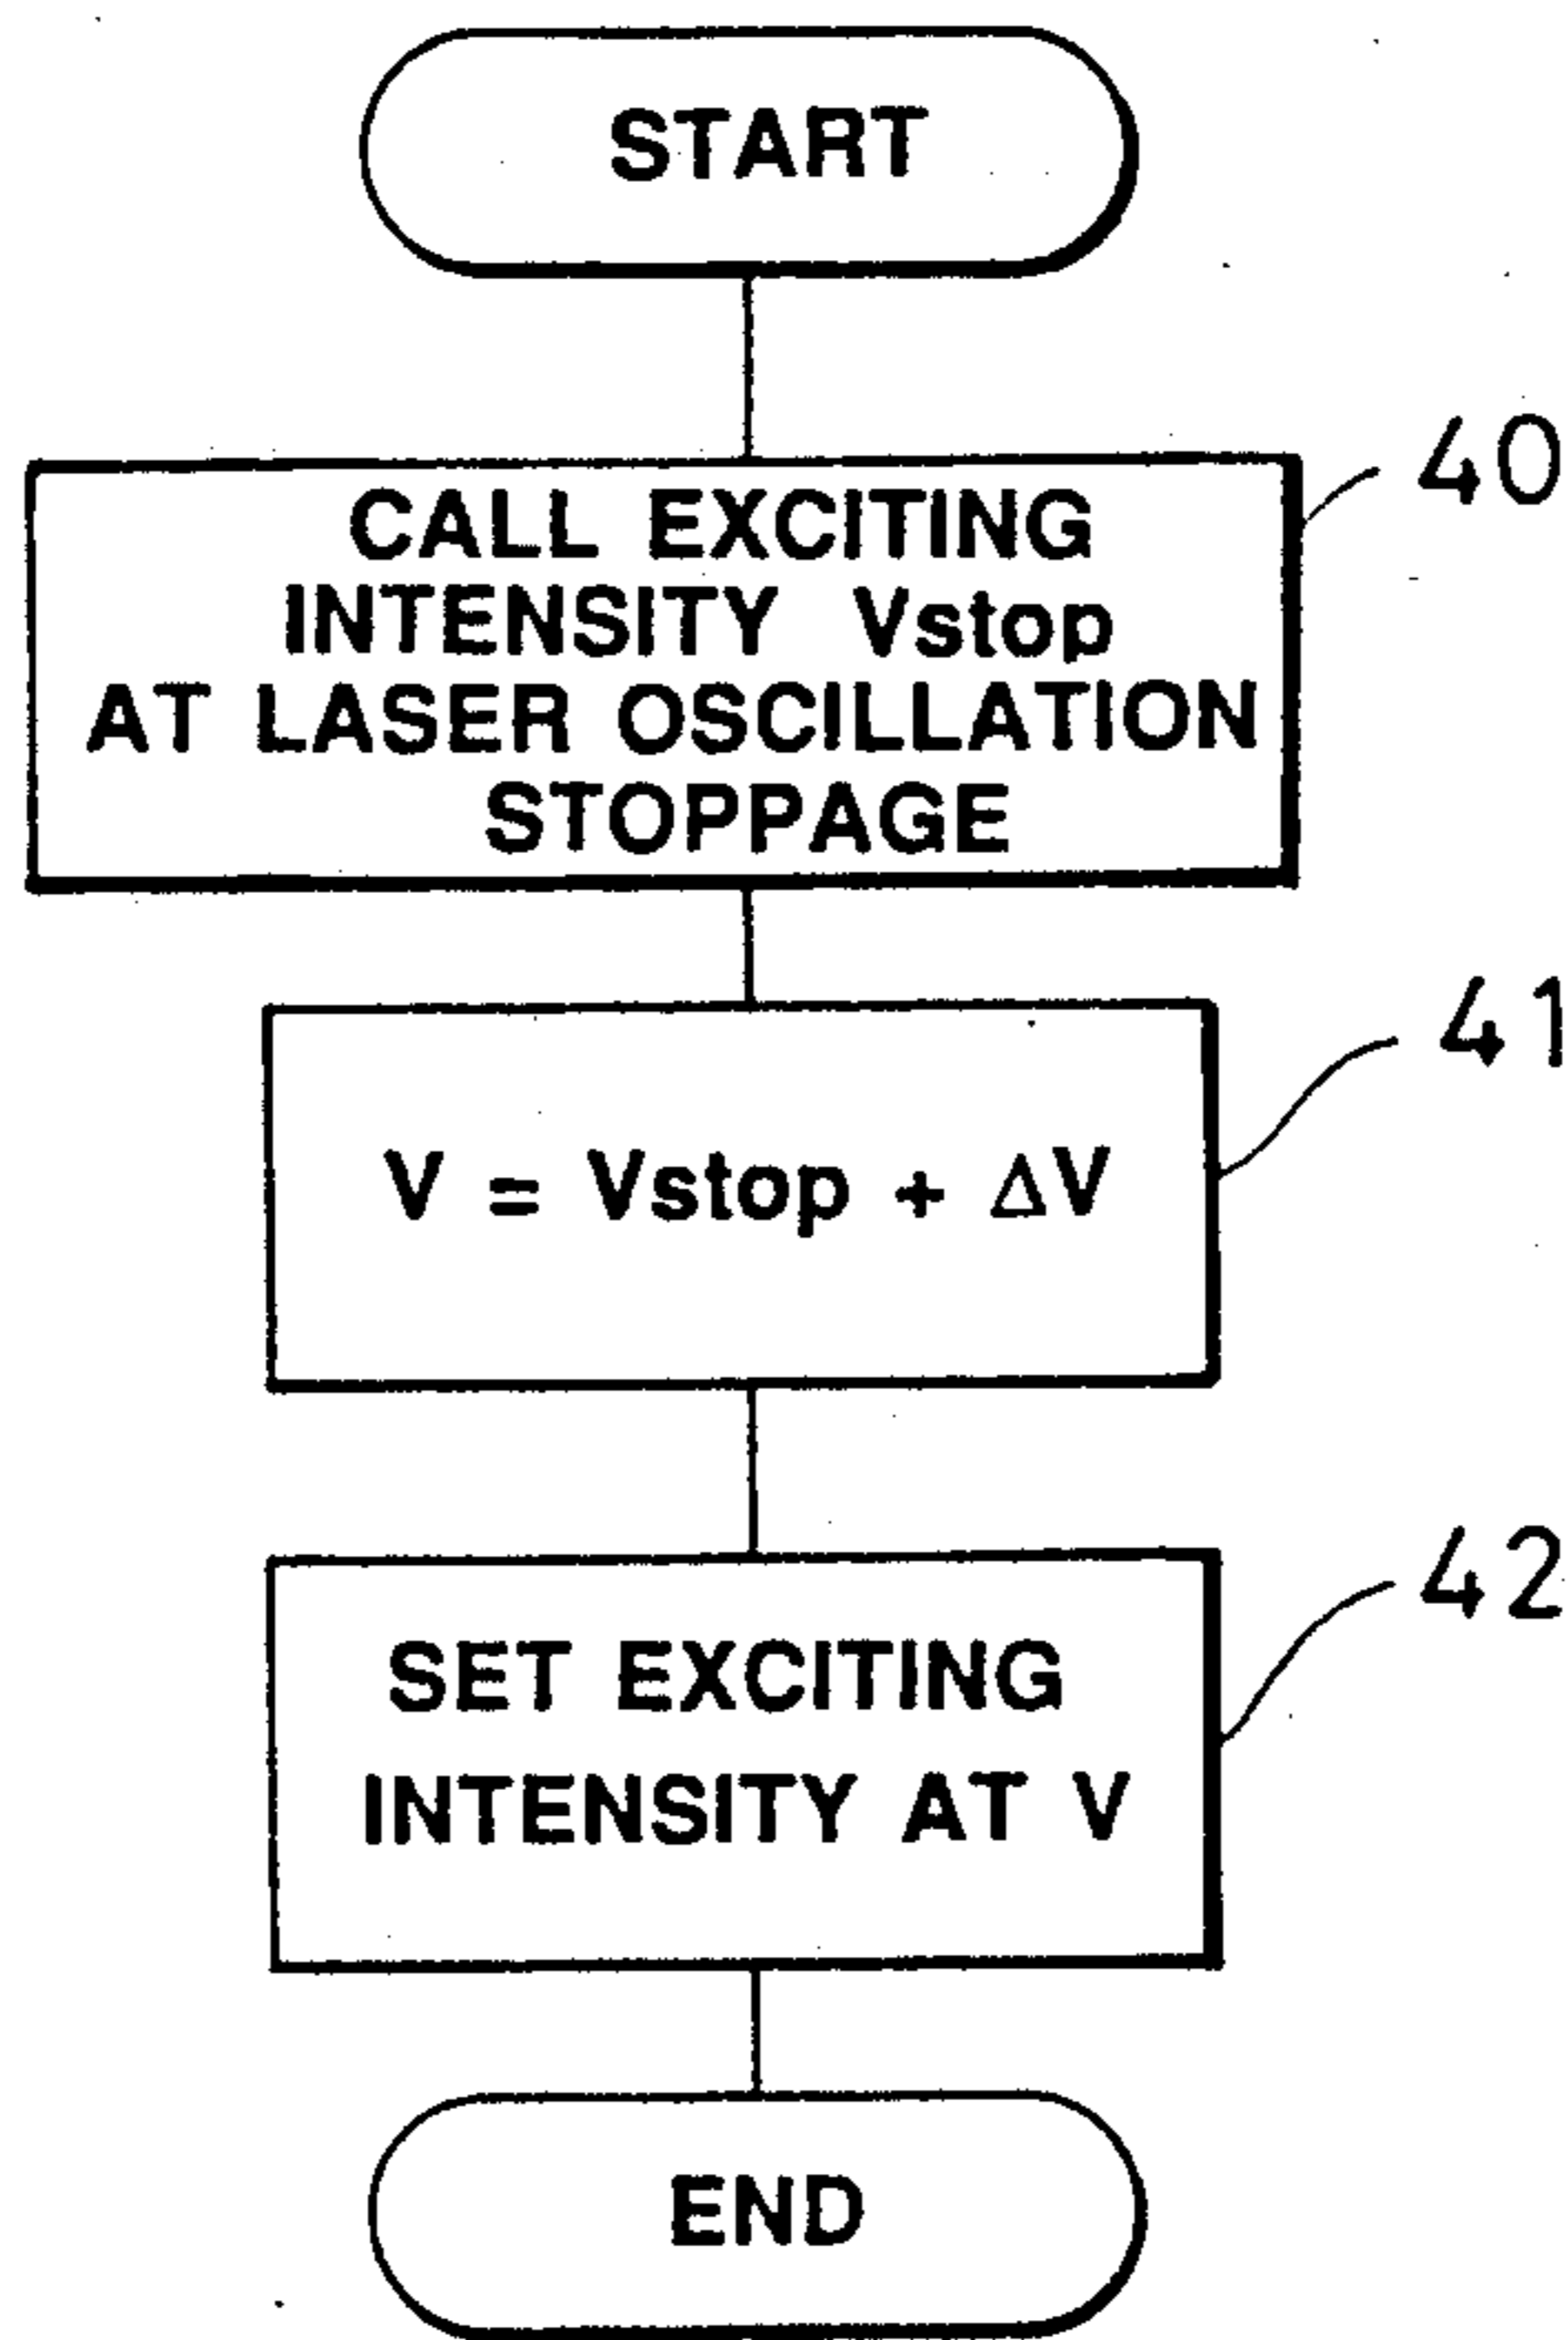 START
CALL EXCITING
INTENSITY Vstop
AT LASER OSCILLATION
STOPPAGE
40
V = Vstop + ΔV
41
SET EXCITING
INTENSITY AT V
42
END